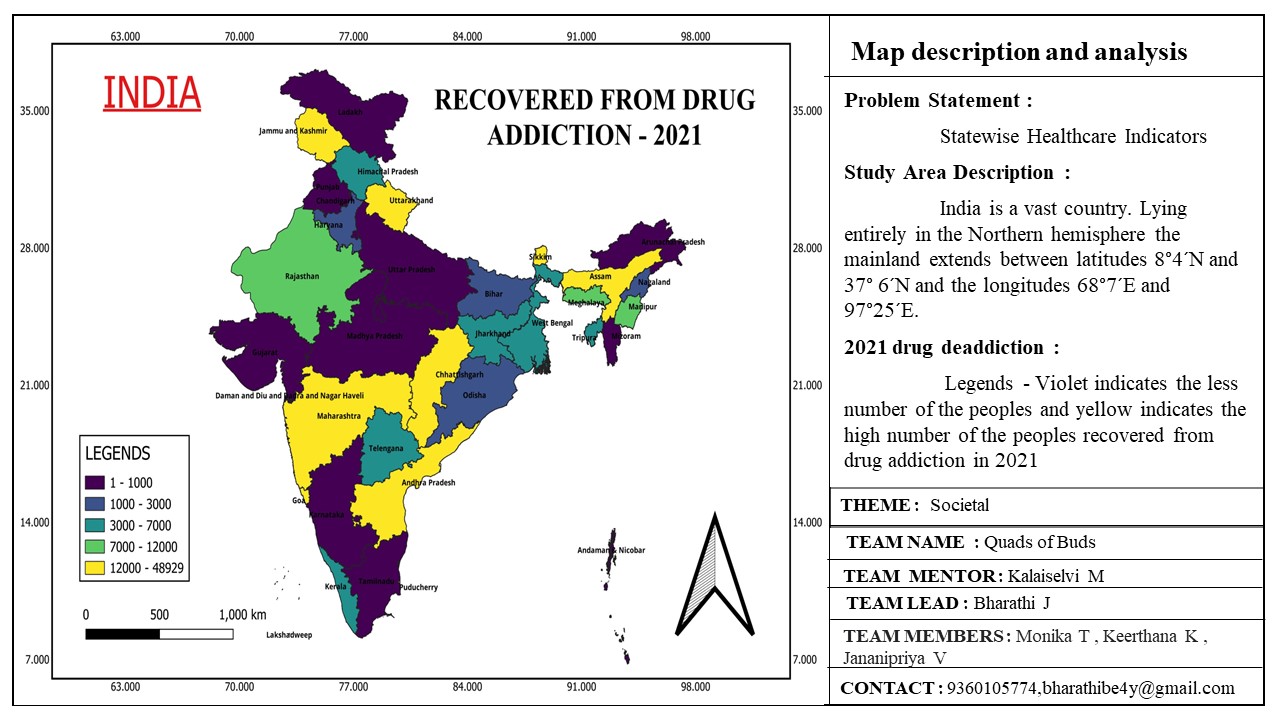 63.000 70.000 77.000 84.000 91.000 98.000
INDIA
RECOVERED FROM DRUG
ADDICTION - 2021
35.000 35.000
28.000 28.000
21.000 21.000
14.000 14.000
7.000 7.000
Ladakh
Jammu and Kashmir
Himachal Pradesh
Punjab
Chandigarh
Uttarakhand
Haryana
Arunachal Pradesh
Sikkim
Rajasthan
Uttar Pradesh
Assam
Nagaland
Bihar
Meghalaya
Madipur
West Bengal
Jharkhand
Tripura
Mizoram
Madhya Pradesh
Gujarat
Chhattishgarh
Daman and Diu and Dadra and Nagar Haveli
Odisha
Maharashtra
Telengana
Andhra Pradesh
Goa
Karnataka
Andaman & Nicobar
Kerala
Tamilnadu
Puducherry
Lakshadweep
LEGENDS
1 - 1000
1000 - 3000
3000 - 7000
7000 - 12000
12000 - 48929
0 500 1,000 km
63.000 70.000 77.000 84.000 91.000 98.000
Map description and analysis
Problem Statement :
Statewise Healthcare Indicators
Study Area Description :
India is a vast country. Lying
entirely in the Northern hemisphere the
mainland extends between latitudes 8°4´N and
37° 6´N and the longitudes 68°7´E and
97°25´E.
2021 drug deaddiction :
Legends - Violet indicates the less
number of the peoples and yellow indicates the
high number of the peoples recovered from
drug addiction in 2021
THEME : Societal
TEAM NAME : Quads of Buds
TEAM MENTOR: Kalaiselvi M
TEAM LEAD : Bharathi J
TEAM MEMBERS: Monika T , Keerthana K ,
Jananipriya V
CONTACT : 9360105774,bharathibe4y@gmail.com